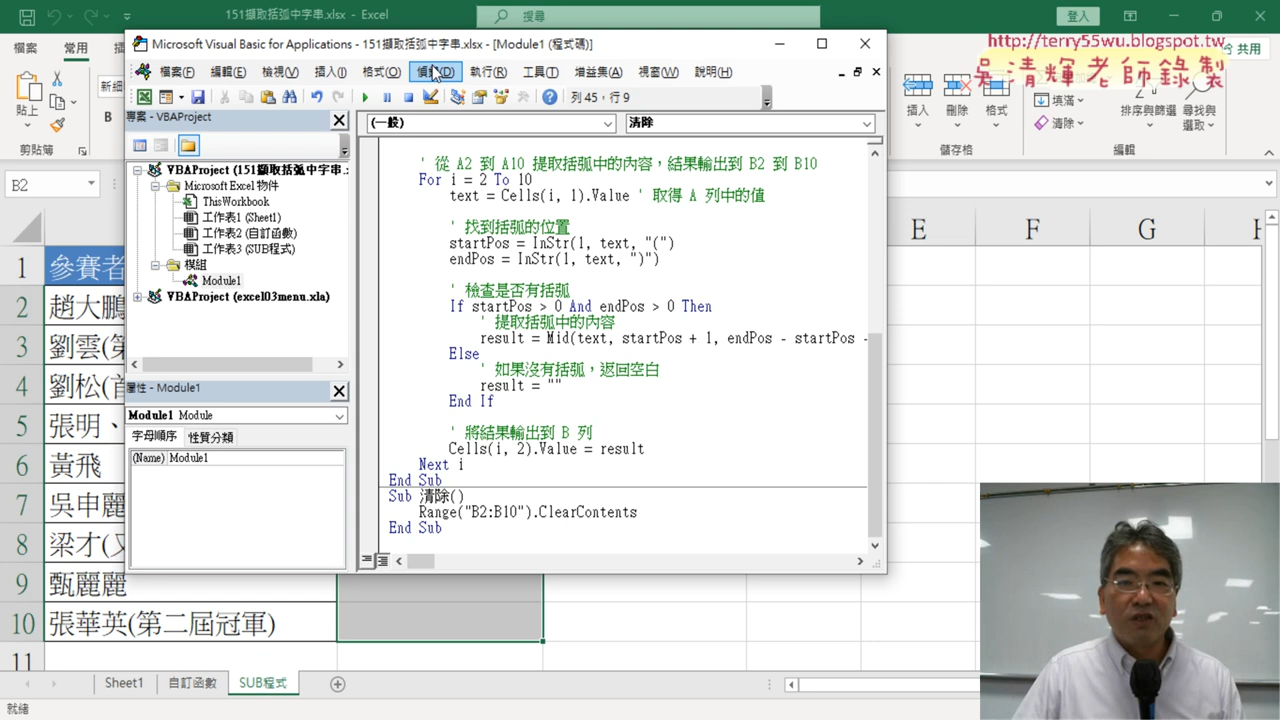 151擷取括弧中字串.xlsx - Excel
搜尋
登入
http://terry55wu.blogspot.tw
吳清輝老師錄製
檔案
常用
共用
Microsoft Visual Basic for Applications - 151擷取括弧中字串.xlsx - [Module1 (程式碼)]
檔案(F) 編輯(E) 檢視(V) 插入(I) 格式(O) 偵錯(D) 執行(R) 工具(T) 增益集(A) 視窗(W) 說明(H)
列 45，行 9
貼上
新細
B
剪貼簿
插入
刪除
格式
填滿
清除
排序與篩選
尋找與選取
儲存格
編輯
專案 - VBAProject
VBAProject (151擷取括弧中字串.
Microsoft Excel 物件
ThisWorkbook
工作表1 (Sheet1)
工作表2 (自訂函數)
工作表3 (SUB程式)
模組
Module1
VBAProject (excel03menu.xla)
屬性 - Module1
Module1 Module
字母順序 性質分類
(Name) Module1
(一般)
清除
' 從 A2 到 A10 提取括弧中的內容，結果輸出到 B2 到 B10
For i = 2 To 10
text = Cells(i, 1).Value ' 取得 A 列中的值
' 找到括弧的位置
startPos = InStr(1, text, "(")
endPos = InStr(1, text, ")")
' 檢查是否有括弧
If startPos > 0 And endPos > 0 Then
' 提取括弧中的內容
result = Mid(text, startPos + 1, endPos - startPos -
Else
' 如果沒有括弧，返回空白
result = ""
End If
' 將結果輸出到 B 列
Cells(i, 2).Value = result
Next i
End Sub
Sub 清除()
Range("B2:B10").ClearContents
End Sub
B2
E F G H
1 參賽者
2 趙大鵬
3 劉雲(第
4 劉松(首
5 張明、
6 黃飛
7 吳申麗
8 梁才(又
9 甄麗麗
10 張華英(第二屆冠軍)
11
Sheet1 自訂函數 SUB程式
就緒